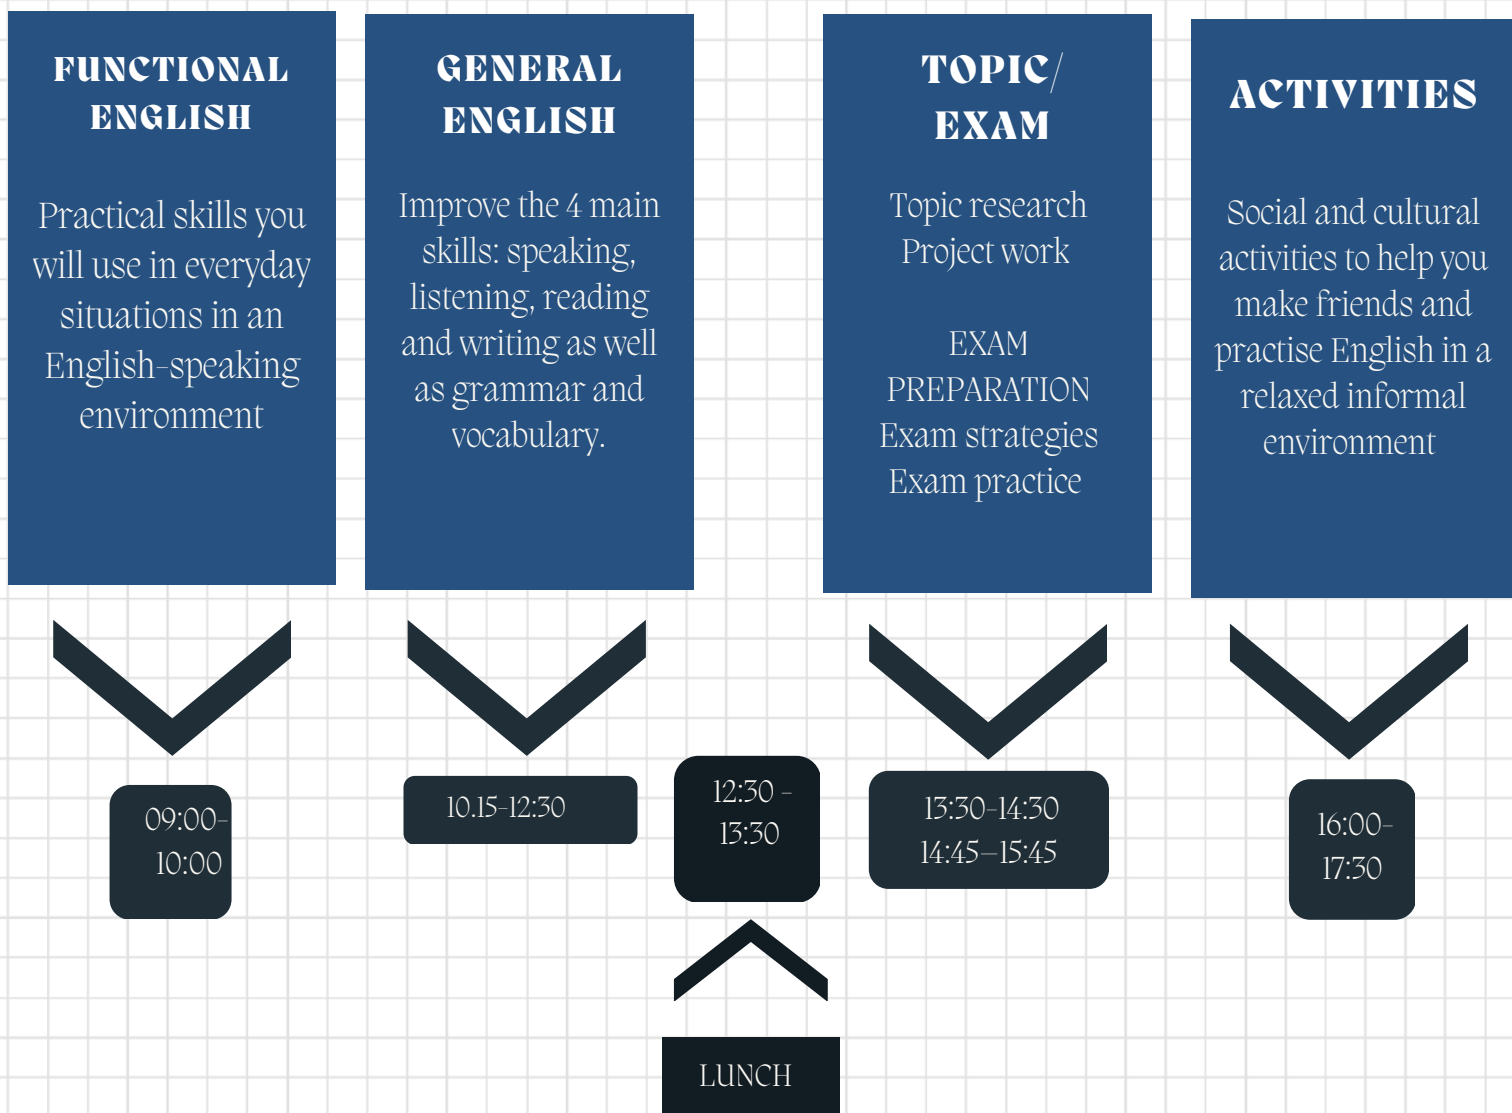 FUNCTIONAL
ENGLISH
Practical skills you
will use in everyday
situations in an
English-speaking
environment
GENERAL
ENGLISH
Improve the 4 main
skills: speaking,
listening, reading
and writing as well
as grammar and
vocabulary.
TOPIC/
EXAM
Topic research
Project work
EXAM
PREPARATION
Exam strategies
Exam practice
ACTIVITIES
Social and cultural
activities to help you
make friends and
practise English in a
relaxed informal
environment
09:00-
10:00
10.15-12:30
12:30 -
13:30
13:30-14:30
14:45–15:45
16:00-
17:30
LUNCH